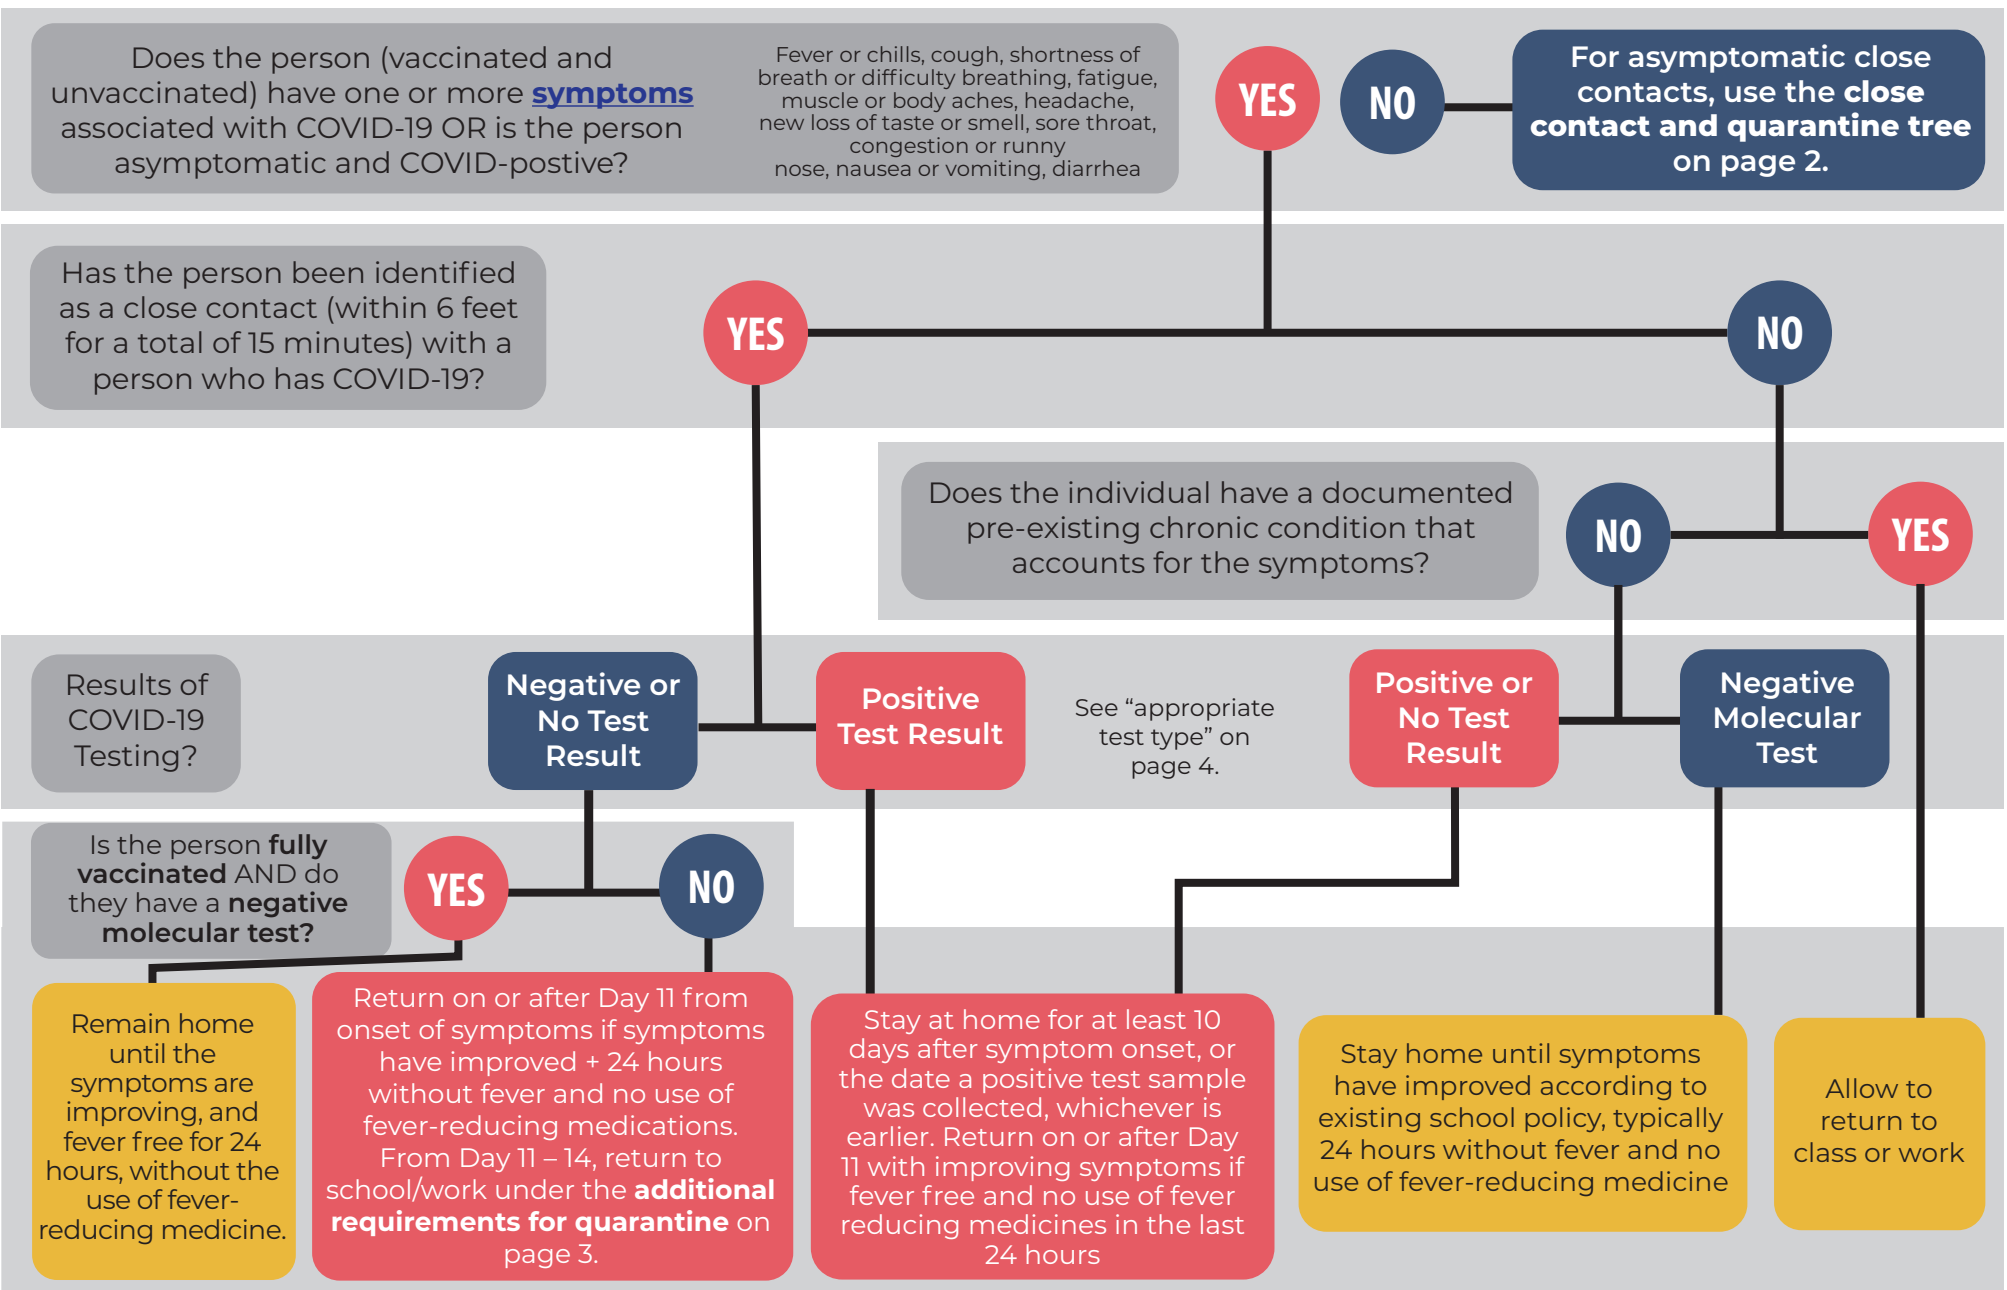 Does the person (vaccinated and
unvaccinated) have one or more symptoms
associated with COVID-19 OR is the person
asymptomatic and COVID-postive?
Fever or chills, cough, shortness of
breath or difficulty breathing, fatigue,
muscle or body aches, headache,
new loss of taste or smell, sore throat,
congestion or runny
nose, nausea or vomiting, diarrhea
YES
NO
For asymptomatic close
contacts, use the close
contact and quarantine tree
on page 2.
Has the person been identified
as a close contact (within 6 feet
for a total of 15 minutes) with a
person who has COVID-19?
YES
NO
Does the individual have a documented
pre-existing chronic condition that
accounts for the symptoms?
NO
YES
Results of
COVID-19
Testing?
Negative or
No Test
Result
Positive
Test Result
See “appropriate
test type” on
page 4.
Positive or
No Test
Result
Negative
Molecular
Test
Is the person fully
vaccinated AND do
they have a negative
molecular test?
YES
NO
Remain home
until the
symptoms are
improving, and
fever free for 24
hours, without the
use of fever-
reducing medicine.
Return on or after Day 11 from
onset of symptoms if symptoms
have improved + 24 hours
without fever and no use of
fever-reducing medications.
From Day 11 – 14, return to
school/work under the additional
requirements for quarantine on
page 3.
Stay at home for at least 10
days after symptom onset, or
the date a positive test sample
was collected, whichever is
earlier. Return on or after Day
11 with improving symptoms if
fever free and no use of fever
reducing medicines in the last
24 hours
Stay home until symptoms
have improved according to
existing school policy, typically
24 hours without fever and no
use of fever-reducing medicine
Allow to
return to
class or work